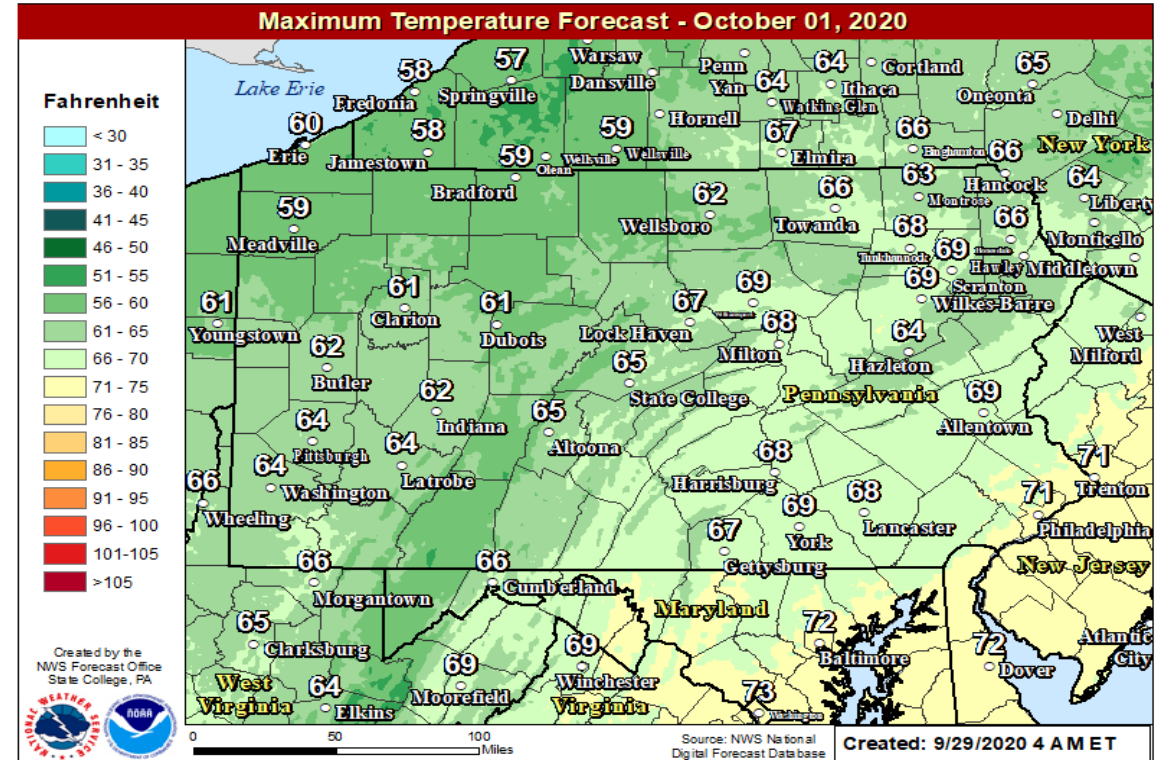 Maximum Temperature Forecast - October 01, 2020
Fahrenheit
< 30
31 - 35
36 - 40
41 - 45
46 - 50
51 - 55
56 - 60
61 - 65
66 - 70
71 - 75
76 - 80
81 - 85
86 - 90
91 - 95
96 - 100
101-105
>105
Created by the
NWS Forecast Office
State College, PA
NATIONAL WEATHER SERVICE
NOAA
Lake Erie
58
Fredonia
57
Springville
Warsaw
Dansville
Penn
Yan
64
Watkins Glen
64
Ithaca
Cortland
65
Oneonta
60
Erie
58
Jamestown
59
Bradford
Olean
Wellsville
59
Wellsville
Hornell
67
Elmira
66
Binghamton
66
Hancock
Delhi
New York
59
Meadville
62
Wellsboro
66
Towanda
63
Montrose
64
Liberty
68
Tunkhannock
69
Scranton
66
Hawley
Monticello
Middletown
61
Youngstown
61
Clarion
61
Dubois
67
Lock Haven
69
68
Milton
69
Wilkes-Barre
64
Hazleton
West
Milford
62
Butler
65
State College
Pennsylvania
69
Allentown
64
Pittsburgh
62
Indiana
65
Altoona
66
Wheeling
64
Washington
64
Latrobe
68
Harrisburg
71
Trenton
69
York
68
Lancaster
71
Philadelphia
67
Gettysburg
New Jersey
66
Morgantown
66
Cumberland
Maryland
65
Clarksburg
69
Winchester
72
Baltimore
72
Dover
Atlantic
City
West
Virginia
64
Elkins
69
Moorefield
Virginia
73
Washington
0 50 100
Miles
Source: NWS National
Digital Forecast Database
Created: 9/29/2020 4 AM ET